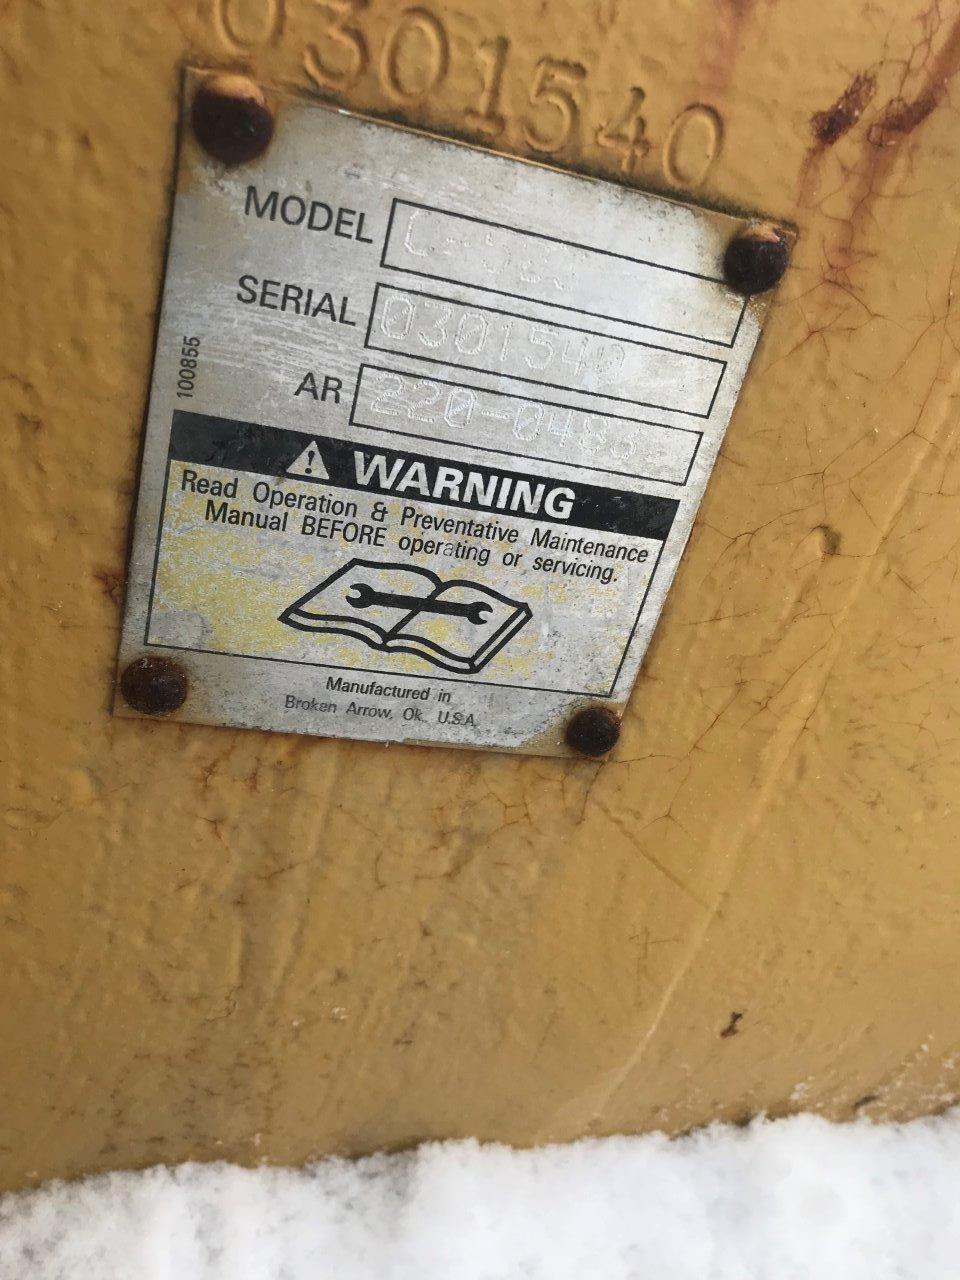 0301540
MODEL
SERIAL 0301540
AR 220-0483
100855
WARNING
Read Operation & Preventative Maintenance
Manual BEFORE operating or servicing.
Manufactured in
Broken Arrow, Ok. U.S.A.